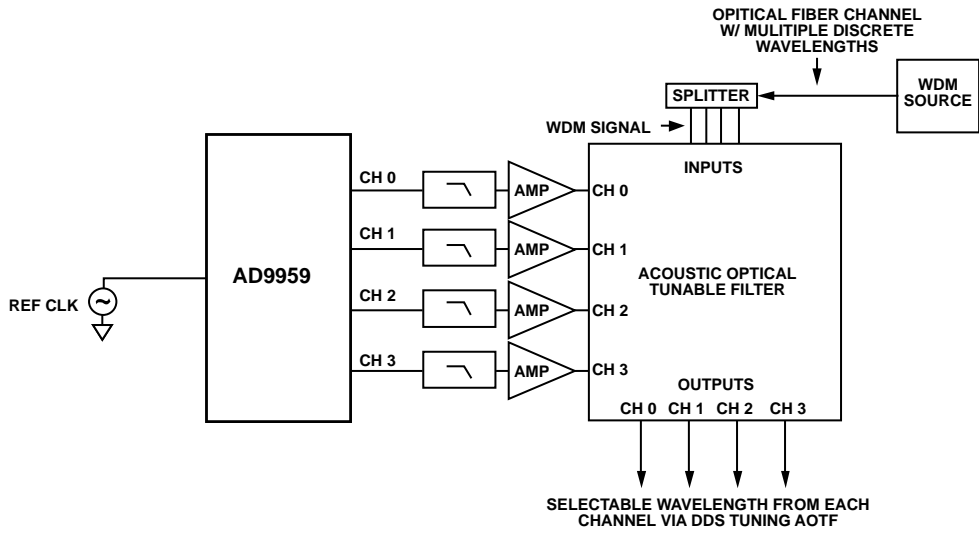 OPITICAL FIBER CHANNEL
W/ MULITIPLE DISCRETE
WAVELENGTHS
WDM
SOURCE
SPLITTER
WDM SIGNAL
INPUTS
CH 0
AMP
CH 0
CH 1
AMP
CH 1
AD9959
ACOUSTIC OPTICAL
TUNABLE FILTER
REF CLK
CH 2
AMP
CH 2
CH 3
AMP
CH 3
OUTPUTS
CH 0 CH 1 CH 2 CH 3
SELECTABLE WAVELENGTH FROM EACH
CHANNEL VIA DDS TUNING AOTF